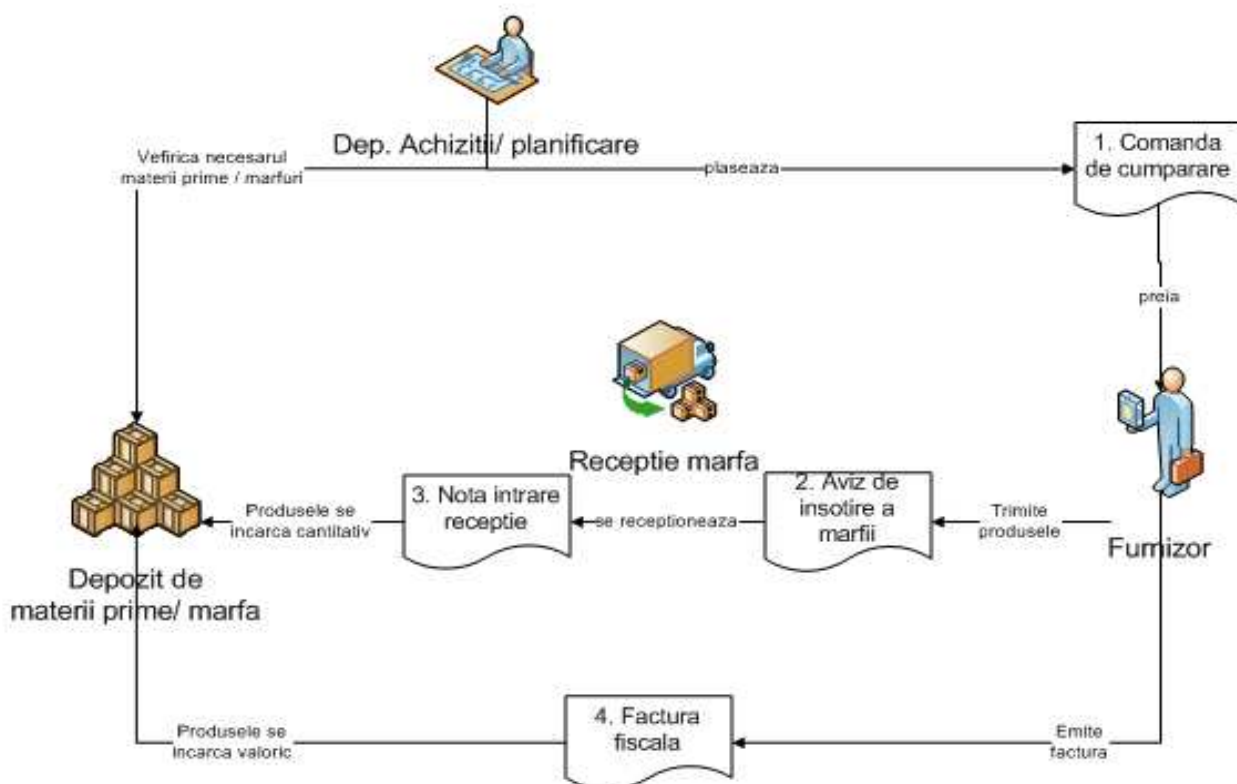 Dep. Achizitii/ planificare
Vefirica necesarul
materii prime / marfuri
plaseaza
1. Comanda
de cumparare
preia
Receptie marfa
Produsele se
incarca cantitativ
3. Nota intrare
receptie
se receptioneaza
2. Aviz de
insotire a
marfii
Trimite
produsele
Furnizor
Depozit de
materii prime/ marfa
Produsele se
incarca valoric
4. Factura
fiscala
Emite
factura